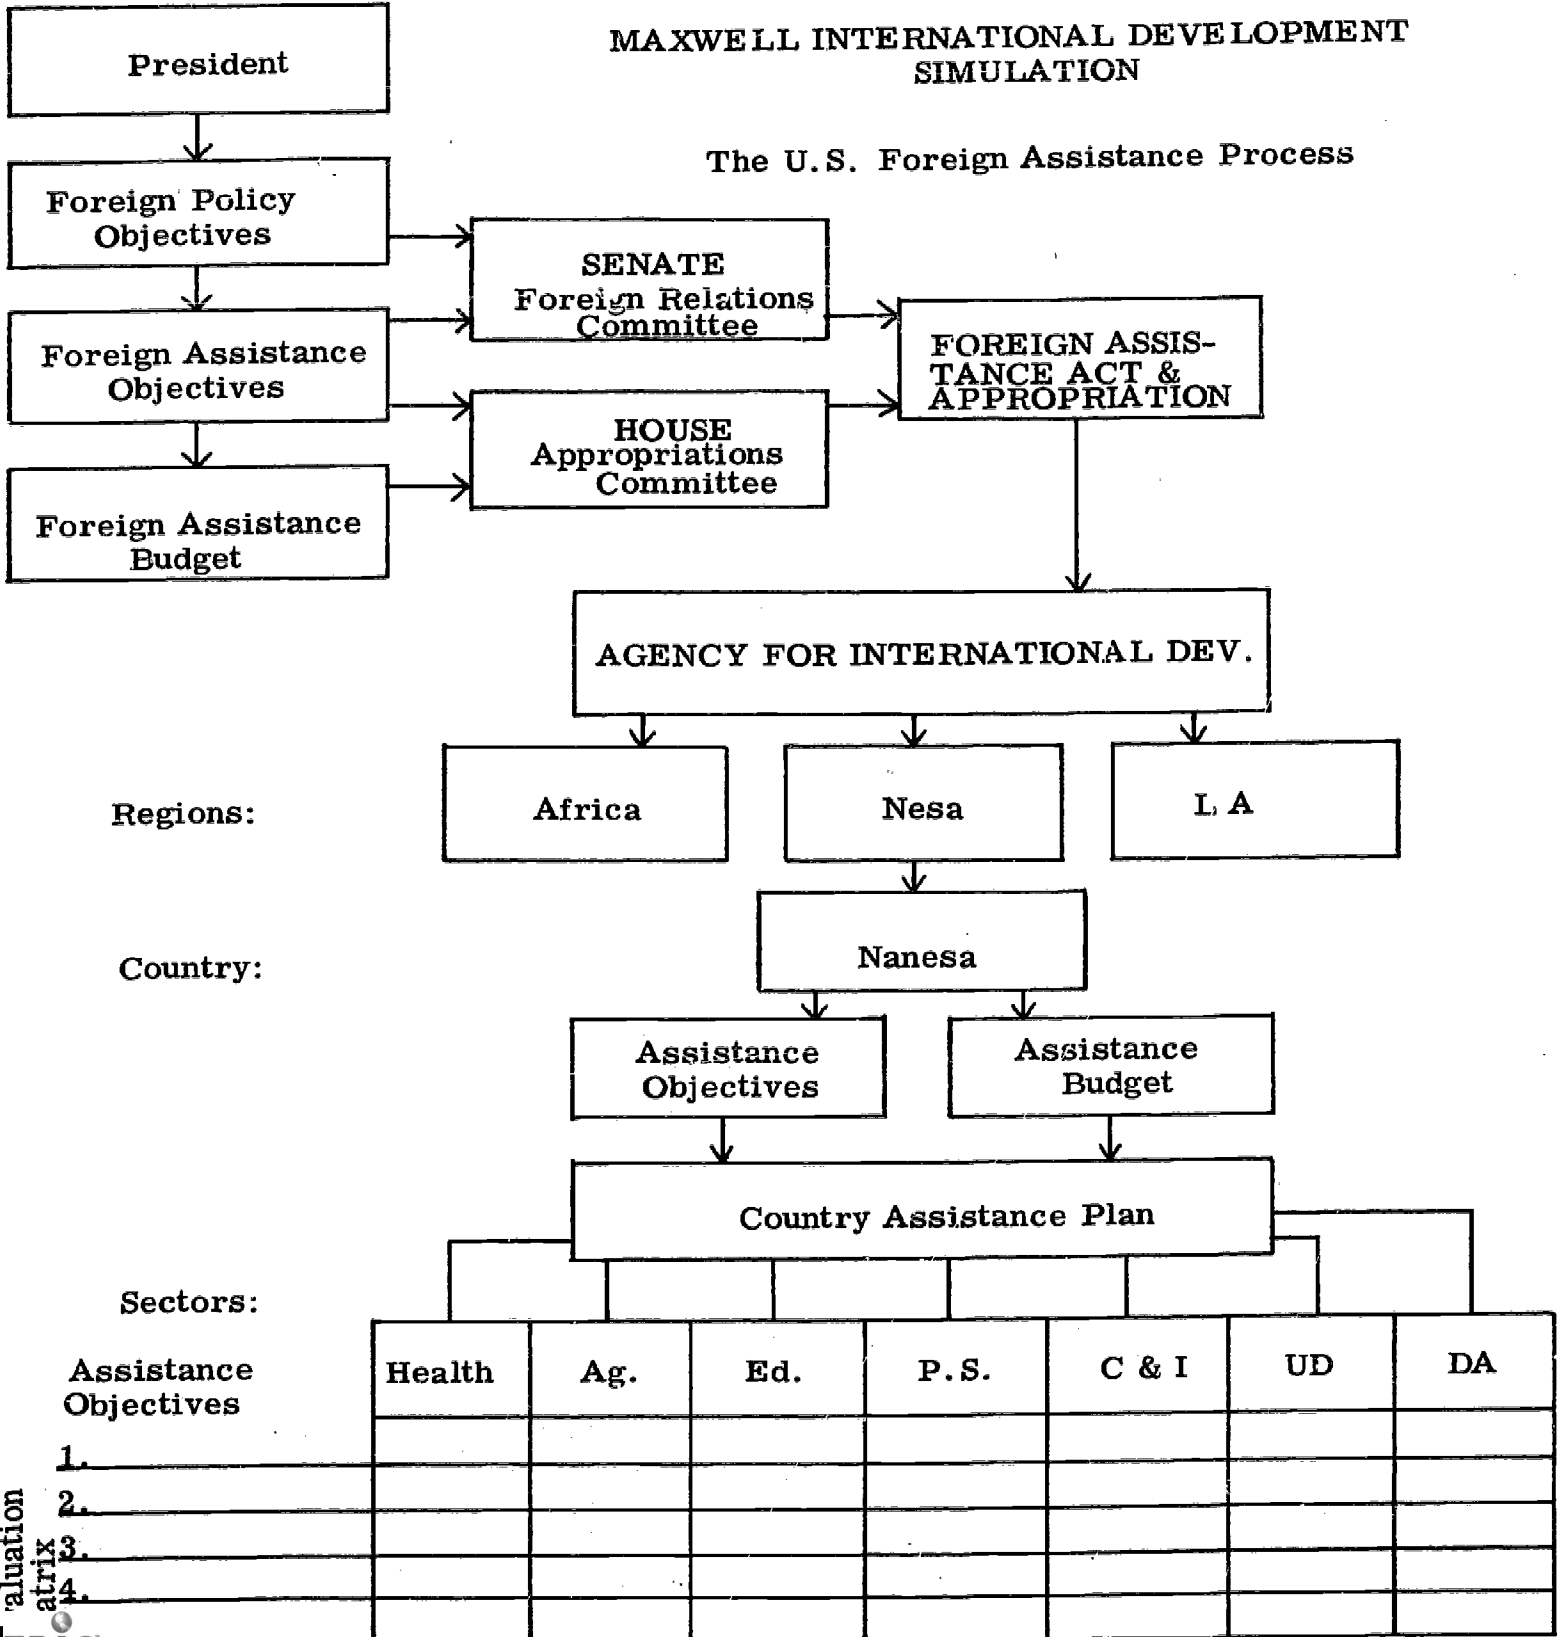 MAXWELL INTERNATIONAL DEVELOPMENT
SIMULATION
The U.S. Foreign Assistance Process
President
Foreign Policy
Objectives
Foreign Assistance
Objectives
Foreign Assistance
Budget
SENATE
Foreign Relations
Committee
HOUSE
Appropriations
Committee
FOREIGN ASSIS-
TANCE ACT &
APPROPRIATION
AGENCY FOR INTERNATIONAL DEV.
Regions:
Africa
Nesa
L A
Country:
Nanesa
Assistance
Objectives
Assistance
Budget
Country Assistance Plan
Sectors:
Assistance
Objectives
Health
Ag.
Ed.
P.S.
C & I
UD
DA
1.
2.
3.
4.
aluation
atrix